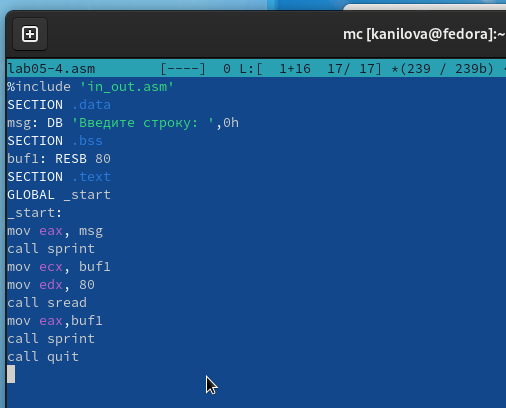 mc [kanilova@fedora]:~
lab05-4.asm [----] 0 L:[ 1+16 17/ 17] *(239 / 239b)
%include 'in_out.asm'
SECTION .data
msg: DB 'Введите строку: ',0h
SECTION .bss
buf1: RESB 80
SECTION .text
GLOBAL _start
_start:
mov eax, msg
call sprint
mov ecx, buf1
mov edx, 80
call sread
mov eax,buf1
call sprint
call quit